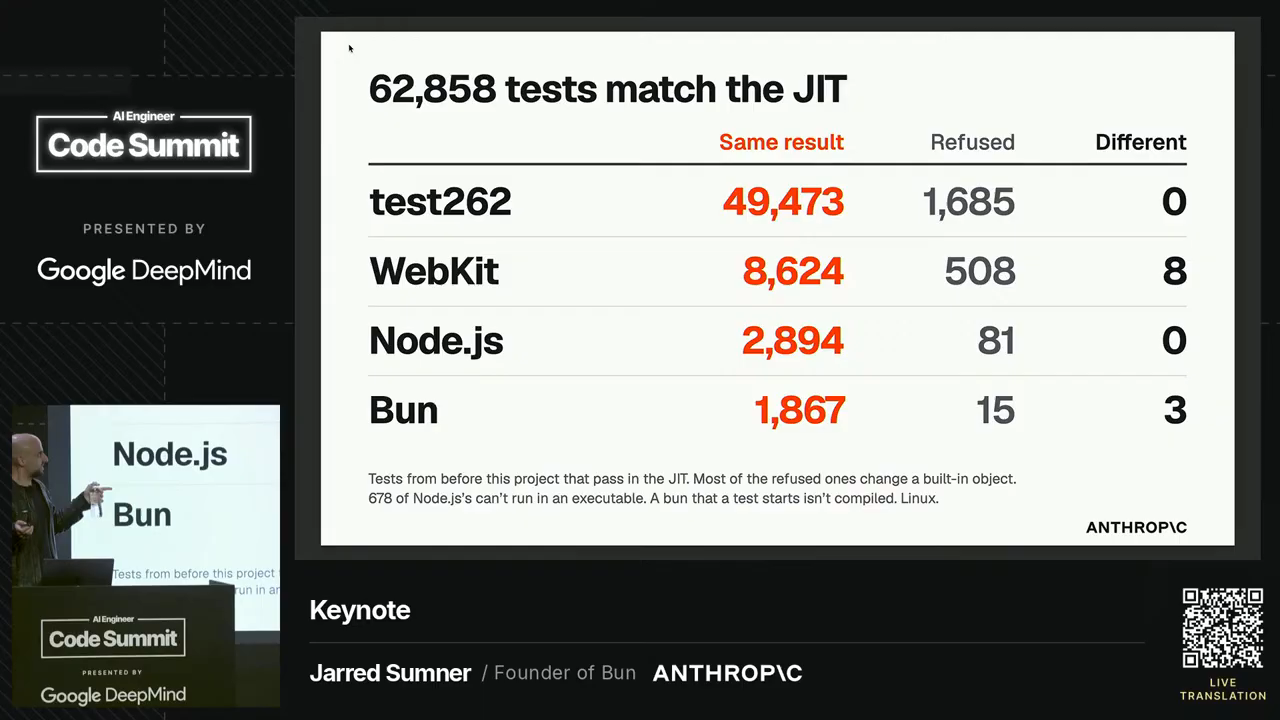 AI Engineer
Code Summit
PRESENTED BY
Google DeepMind
62,858 tests match the JIT
Same result Refused Different
test262 49,473 1,685 0
WebKit 8,624 508 8
Node.js 2,894 81 0
Bun 1,867 15 3
Tests from before this project that pass in the JIT. Most of the refused ones change a built-in object.
678 of Node.js’s can’t run in an executable. A bun that a test starts isn’t compiled. Linux.
ANTHROP\C
Node.js
Bun
Tests from before this project
run in an
AI Engineer
Code Summit
PRESENTED BY
Google DeepMind
Keynote
Jarred Sumner / Founder of Bun ANTHROP\C
LIVE
TRANSLATION